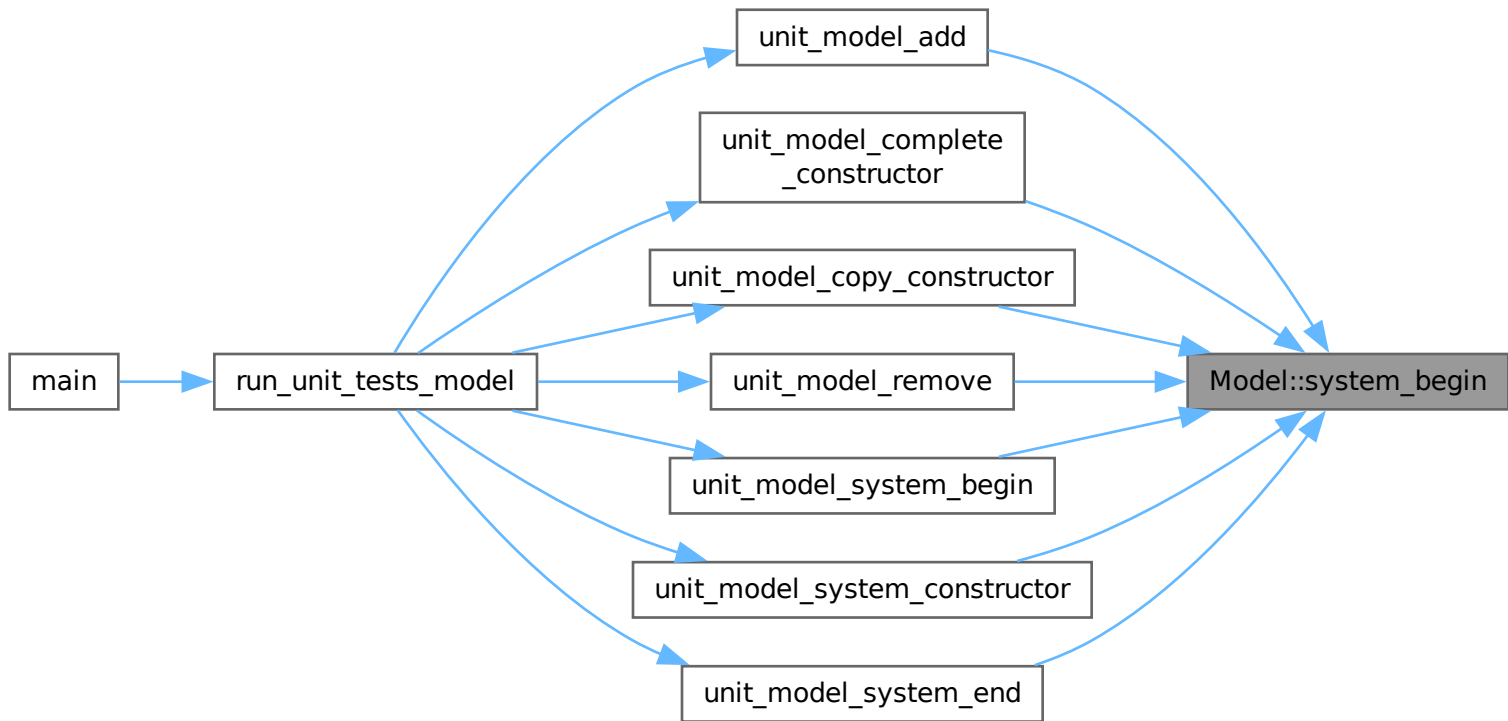 main
run_unit_tests_model
unit_model_add
unit_model_complete
_constructor
unit_model_copy_constructor
unit_model_remove
unit_model_system_begin
unit_model_system_constructor
unit_model_system_end
Model::system_begin